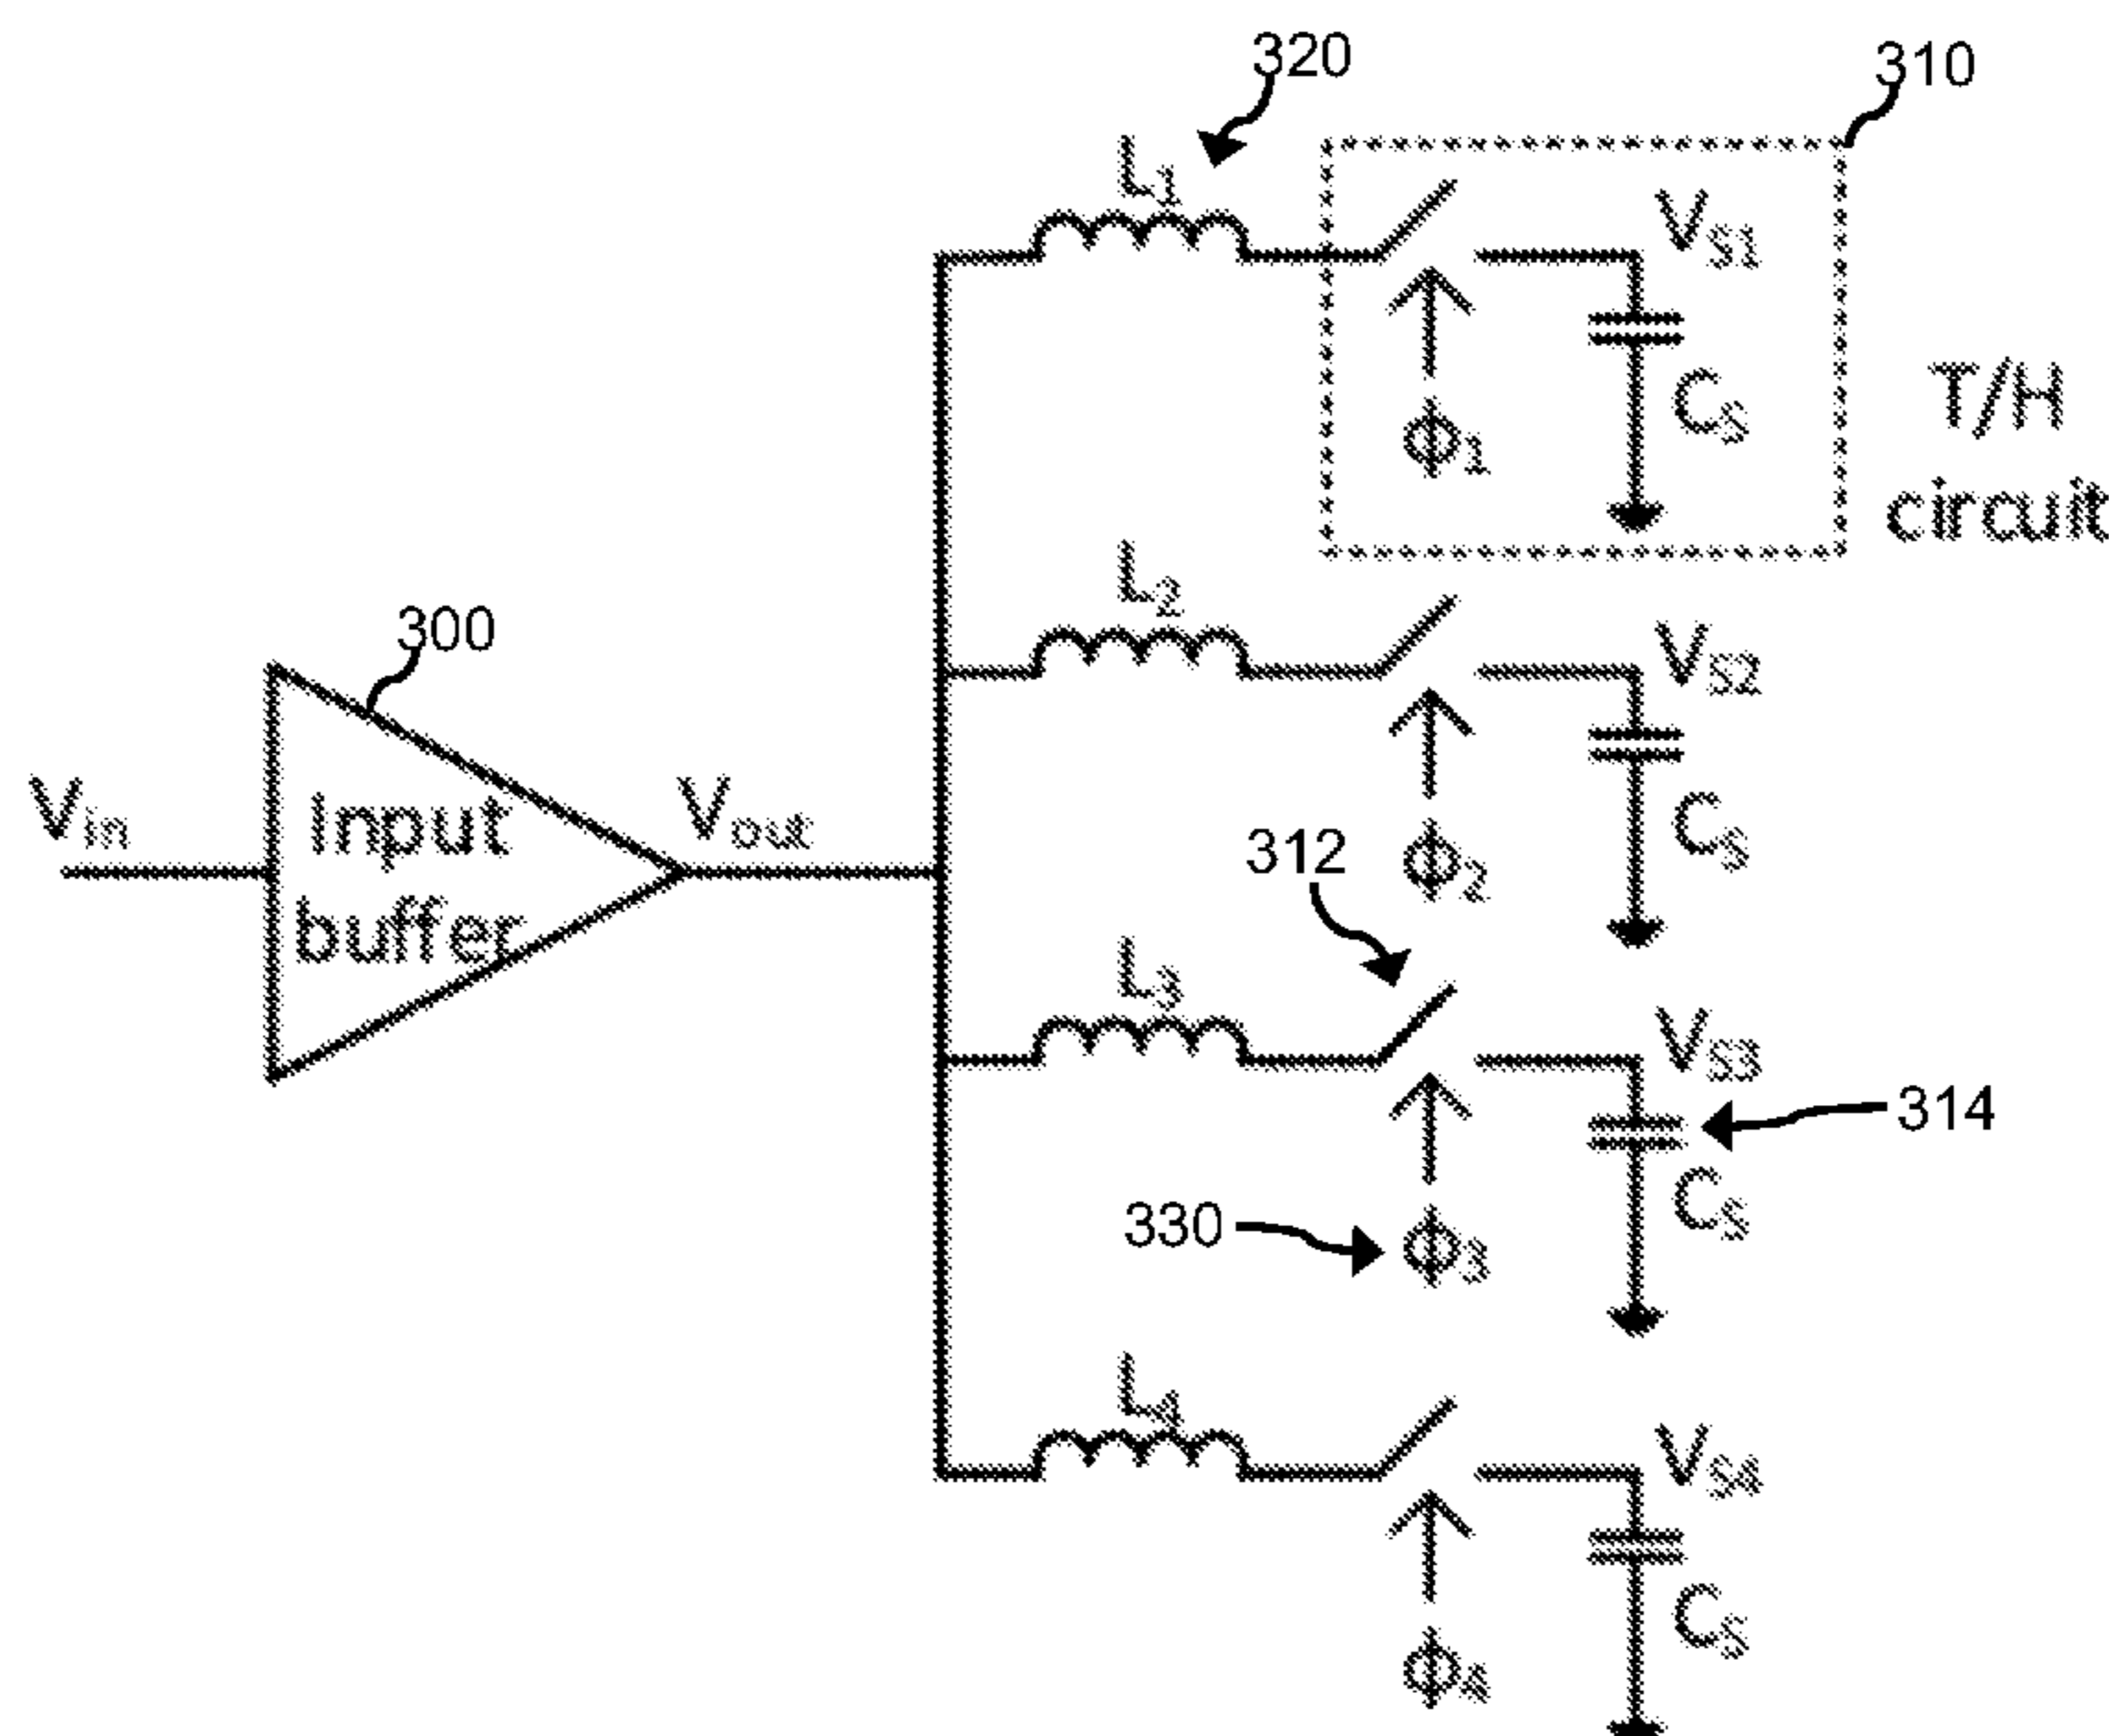 320
310
L1
VS1
CS
Φ1
T/H
circuit
L2
300
VS2
Vin
Input
buffer
Vout
CS
312
Φ2
L3
VS3
314
CS
330
Φ3
L4
VS4
CS
Φ4